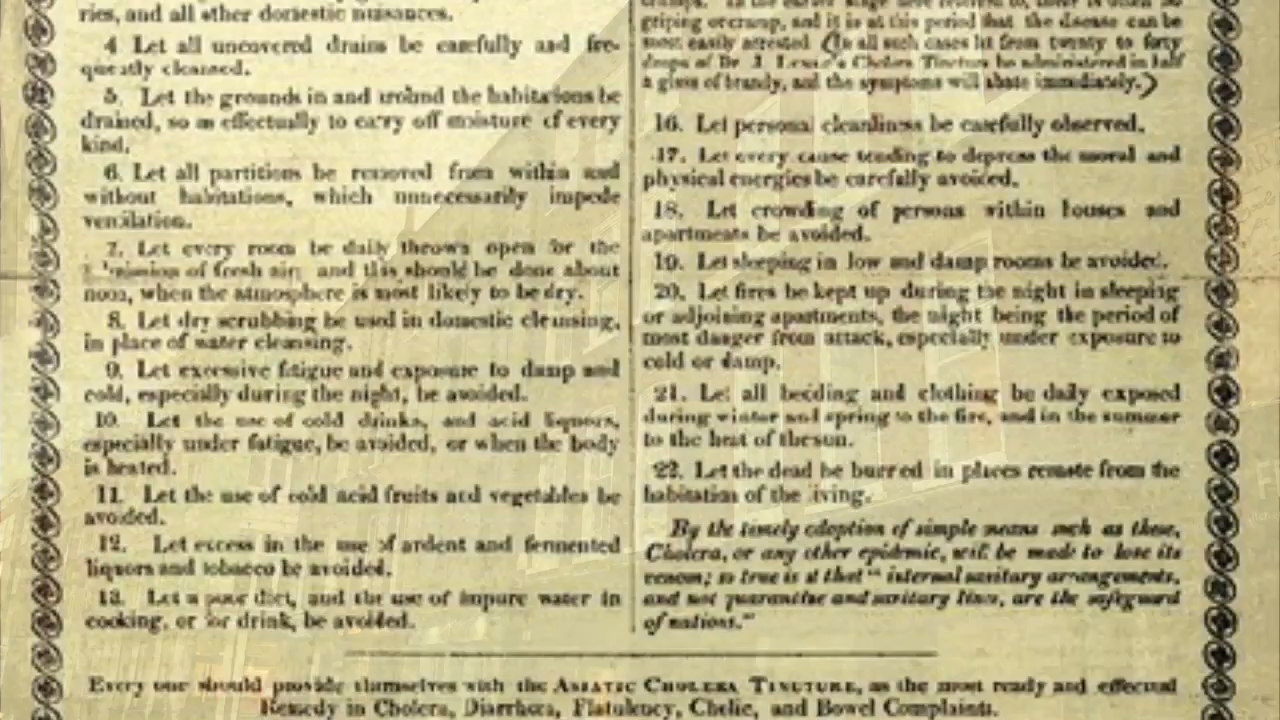 ries, and all other domestic nuisances.
4 Let all uncovered drains be carefully and fre-
quently cleansed.
5. Let the grounds in and around the habitations be
drained, so as effectually to carry off moisture of every
kind.
6. Let all partitions be removed from within and
without habitations, which unnecessarily impede
ventilation.
7. Let every room be daily thrown open for the
of fresh air; and this should be done about
noon, when the atmosphere is most likely to be dry.
8. Let dry scrubbing be used in domestic cleansing,
in place of water cleansing.
9. Let excessive fatigue and exposure to damp and
cold, especially during the night, be avoided.
10. Let the use of cold drinks, and acid liquors,
especially under fatigue, be avoided, or when the body
is heated.
11. Let the use of cold acid fruits and vegetables be
avoided.
12. Let excess in the use of ardent and fermented
liquors and tobacco be avoided.
13. Let a poor diet, and the use of impure water in
cooking, or for drink, be avoided.
griping or cramp, and it is at this period that the disease can be
most easily arrested. (In all such cases let from twenty to forty
drops of Dr. J. Cholera Tincture be administered in half
a glass of brandy, and the symptoms will abate immediately.)
16. Let personal cleanliness be carefully observed.
17. Let every cause tending to depress the moral and
physical energies be carefully avoided.
18. Let crowding of persons within houses and
apartments be avoided.
19. Let sleeping in low and damp rooms be avoided.
20. Let fires be kept up during the night in sleeping
or adjoining apartments, the night being the period of
most danger from attack, especially under exposure to
cold or damp.
21. Let all bedding and clothing be daily exposed
during winter and spring to the fire, and in the summer
to the heat of the sun.
22. Let the dead be burred in places remote from the
habitation of the living.
By the timely adoption of simple means such as these,
Cholera, or any other epidemic, will be made to lose its
venom; so true is it that "internal sanitary arrangements,
and not quarantine and sanitary lines, are the safeguard
of nations."
Every one should provide themselves with the ASIATIC CHOLERA TINCTURE, as the most ready and effectual
Remedy in Cholera, Diarrhœa, Flatulency, Cholic, and Bowel Complaints.